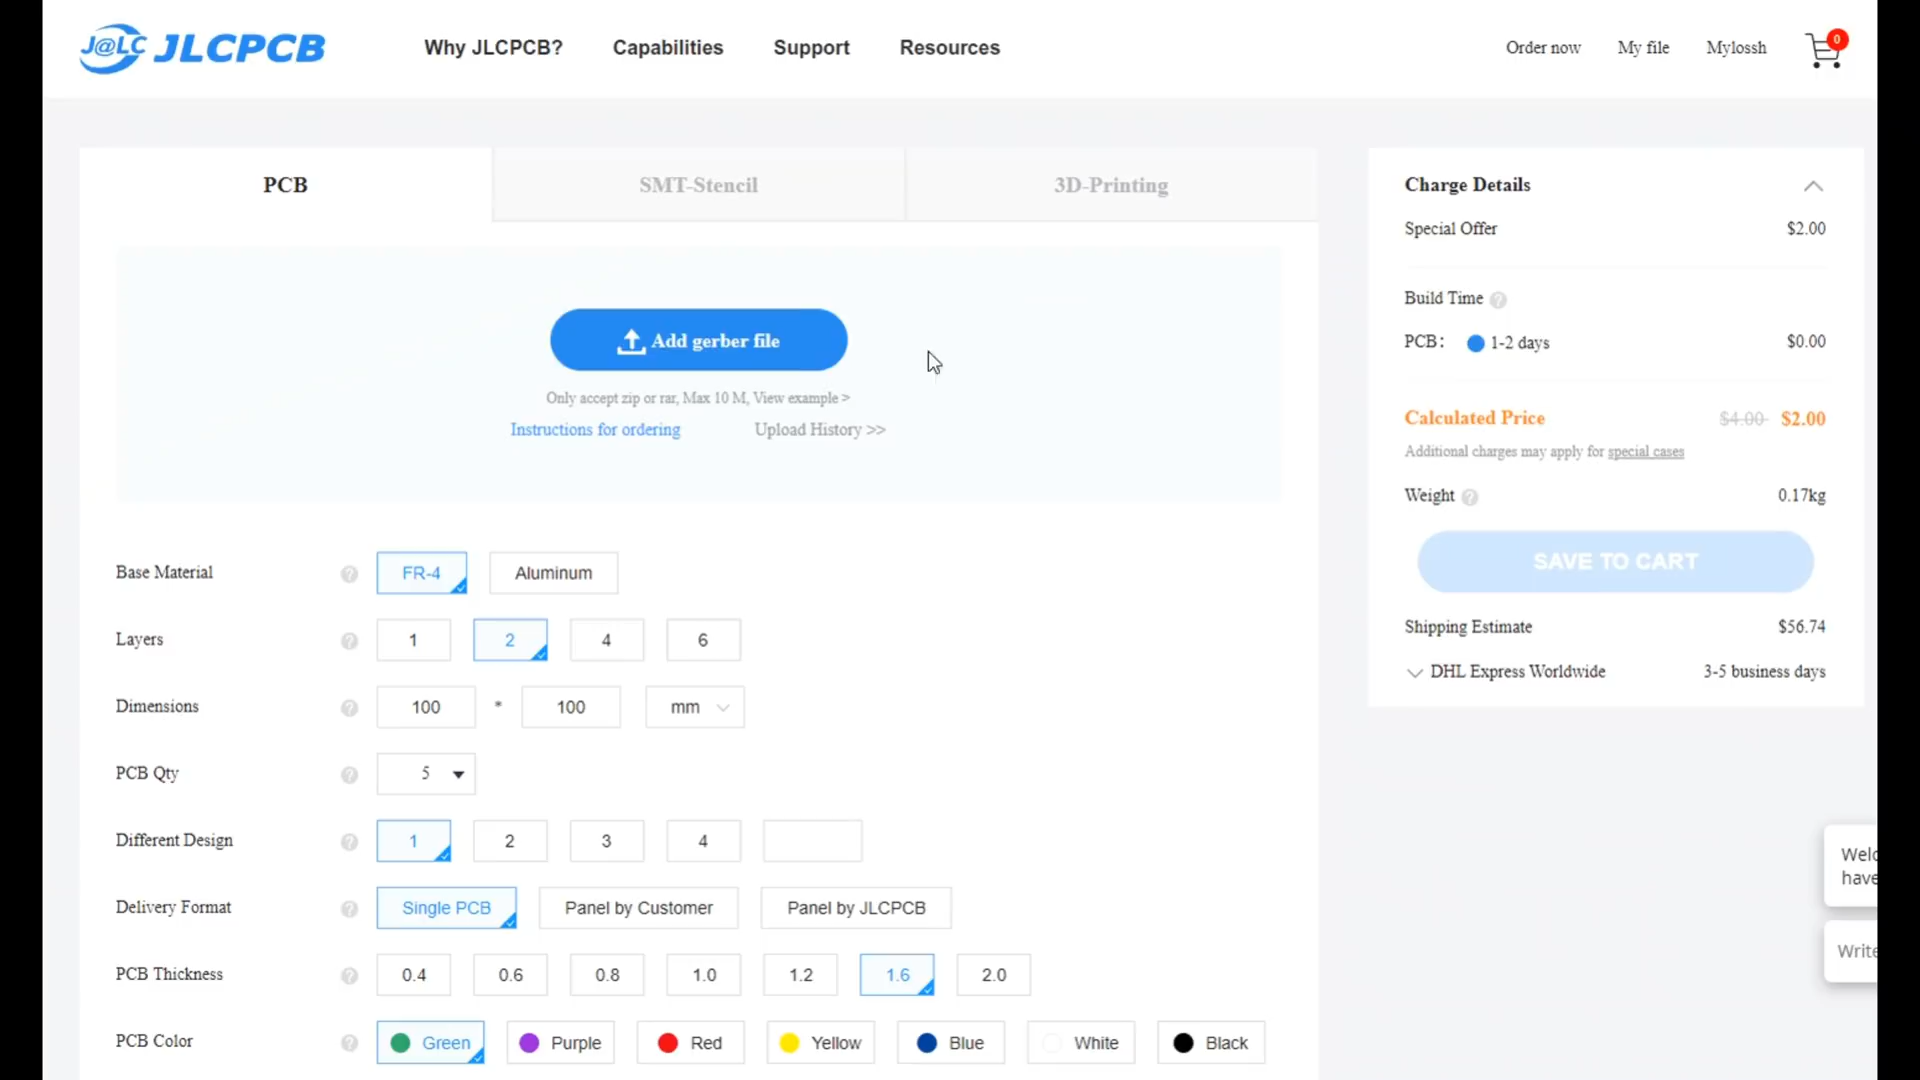 J@LC JLCPCB
Why JLCPCB? Capabilities Support Resources
Order now My file Mylossh 0
PCB SMT-Stencil 3D-Printing
Add gerber file
Only accept zip or rar, Max 10 M, View example >
Instructions for ordering Upload History >>
Base Material ? FR-4 Aluminum
Layers ? 1 2 4 6
Dimensions ? 100 * 100 mm
PCB Qty ? 5
Different Design ? 1 2 3 4
Delivery Format ? Single PCB Panel by Customer Panel by JLCPCB
PCB Thickness ? 0.4 0.6 0.8 1.0 1.2 1.6 2.0
PCB Color ? Green Purple Red Yellow Blue White Black
Charge Details
Special Offer $2.00
Build Time ?
PCB: 1-2 days $0.00
Calculated Price $4.00 $2.00
Additional charges may apply for special cases
Weight ? 0.17kg
SAVE TO CART
Shipping Estimate $56.74
DHL Express Worldwide 3-5 business days
Welc
have
Write